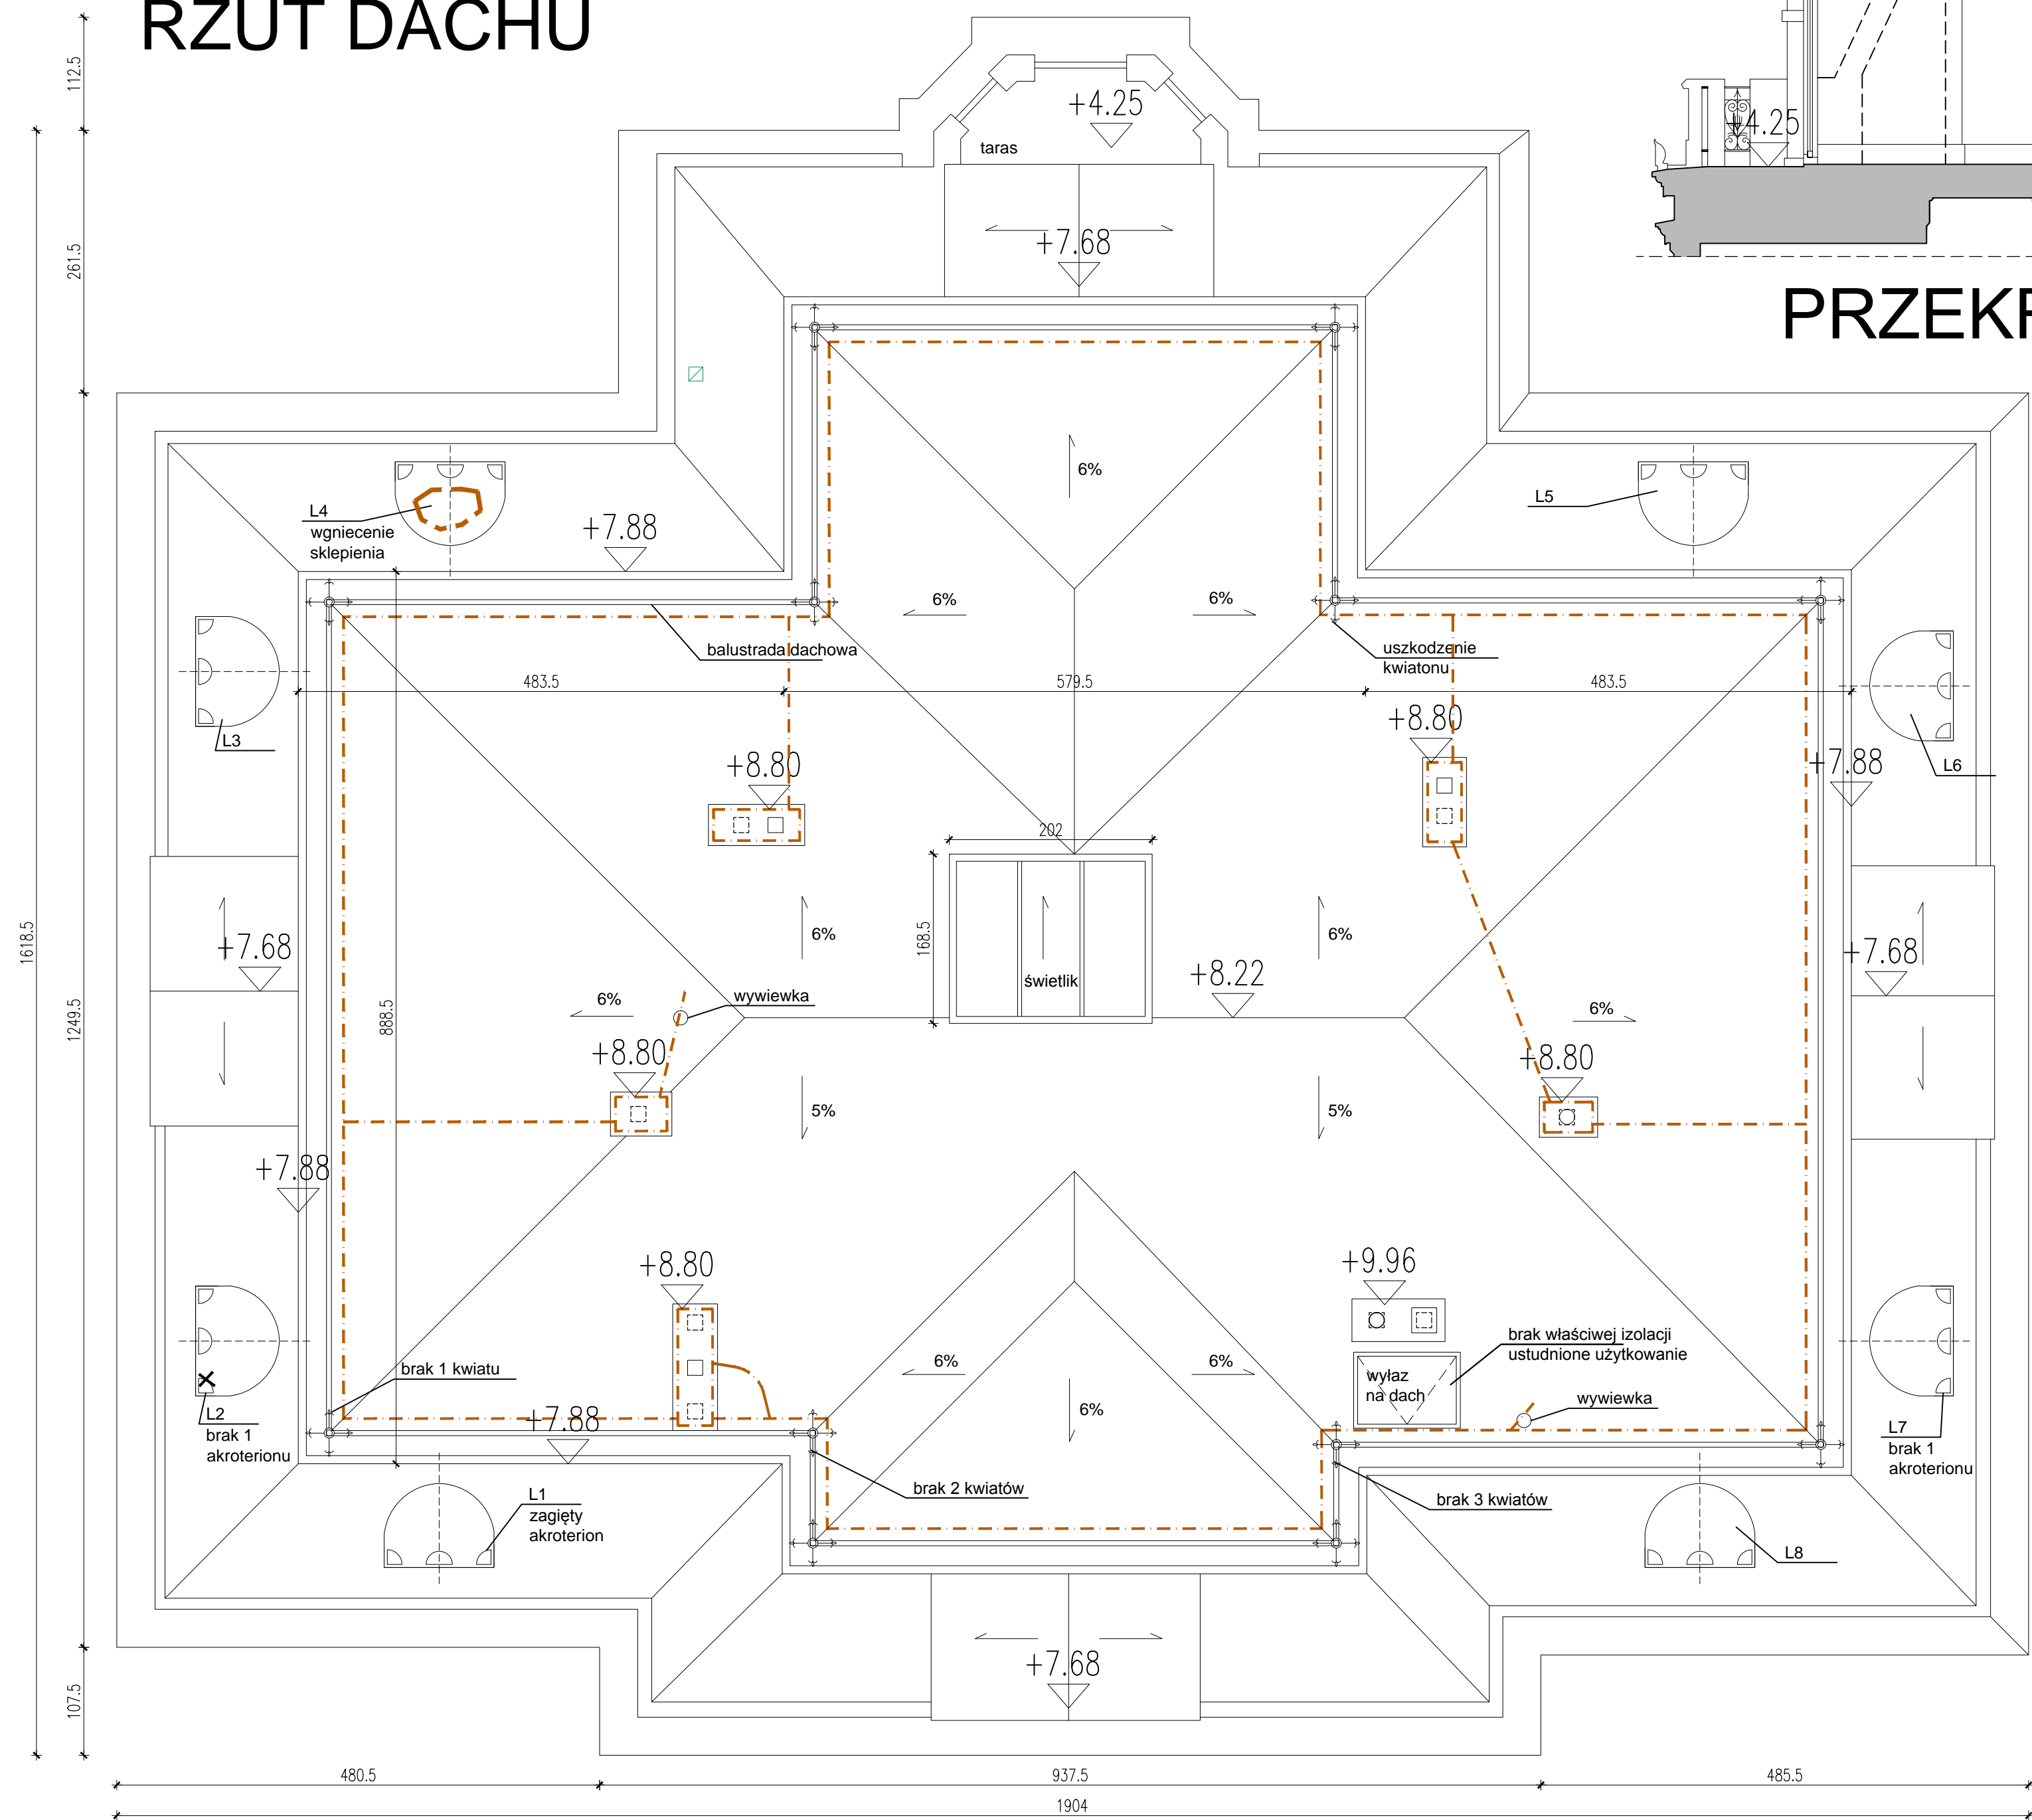 RZUT DACHU
112.5
+4.25
taras
+4.25
261.5
+7.68
PRZEKR
6%
L4
wgniecenie
sklepienia
+7.88
L5
6%
6%
balustrada dachowa
uszkodzenie
kwiatonu
483.5
579.5
483.5
L3
+8.80
+8.80
+7.88
L6
202
1618.5
1249.5
168.5
888.5
6%
6%
+7.68
+7.68
+8.22
świetlik
wywiewka
6%
6%
+8.80
+8.80
5%
5%
+7.88
+8.80
+9.96
brak właściwej izolacji
ustudnione użytkowanie
6%
6%
brak 1 kwiatu
wyłaz
na dach
wywiewka
6%
L2
brak 1
akroterionu
+7.88
L7
brak 1
akroterionu
brak 2 kwiatów
brak 3 kwiatów
L1
zagięty
akroterion
L8
+7.68
107.5
480.5
937.5
485.5
1904